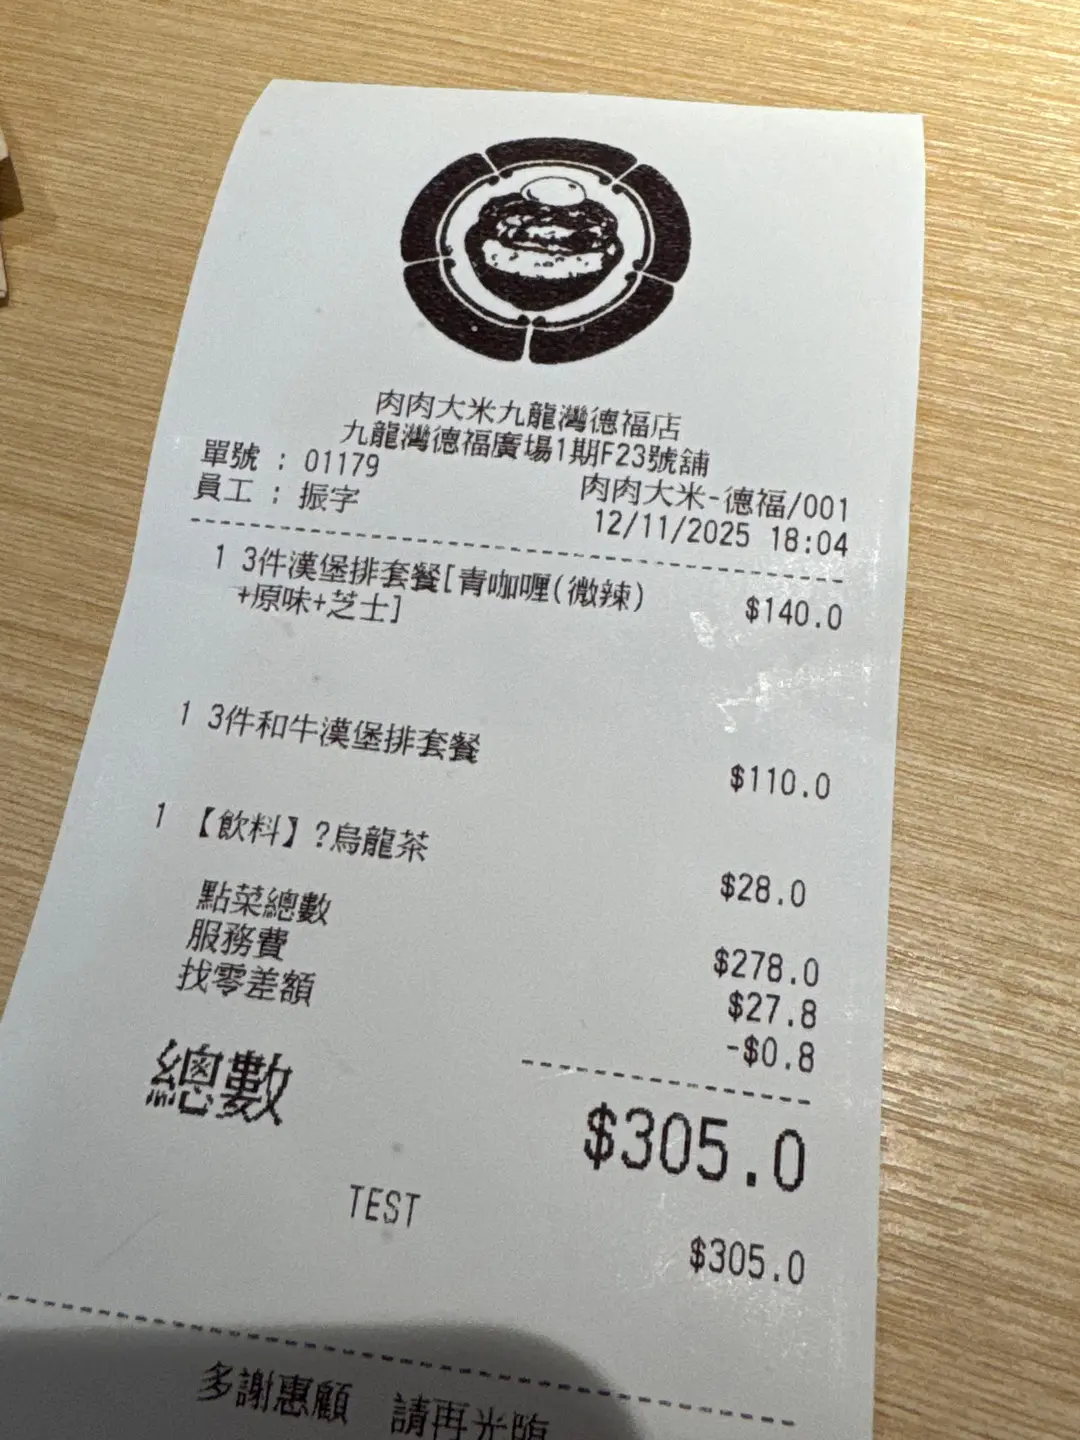 肉肉大米九龍灣德福店
九龍灣德福廣場1期F23號舖
單號 : 01179
肉肉大米-德福/001
員工 : 振字
12/11/2025 18:04
1 3件漢堡排套餐[青咖喱(微辣)
+原味+芝士]
$140.0
1 3件和牛漢堡排套餐
$110.0
1 【飲料】?烏龍茶
$28.0
點菜總數
$278.0
服務費
$27.8
找零差額
-$0.8
總數
$305.0
TEST
$305.0
多謝惠顧 請再光臨